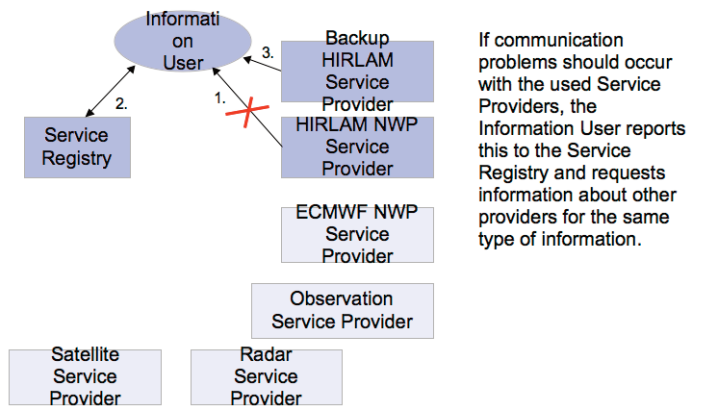 Informati
on
User
3.
Backup
HIRLAM
Service
Provider
1.
2.
Service
Registry
HIRLAM NWP
Service
Provider
ECMWF NWP
Service
Provider
Observation
Service Provider
Satellite
Service
Provider
Radar
Service
Provider
If communication
problems should occur
with the used Service
Providers, the
Information User reports
this to the Service
Registry and requests
information about other
providers for the same
type of information.